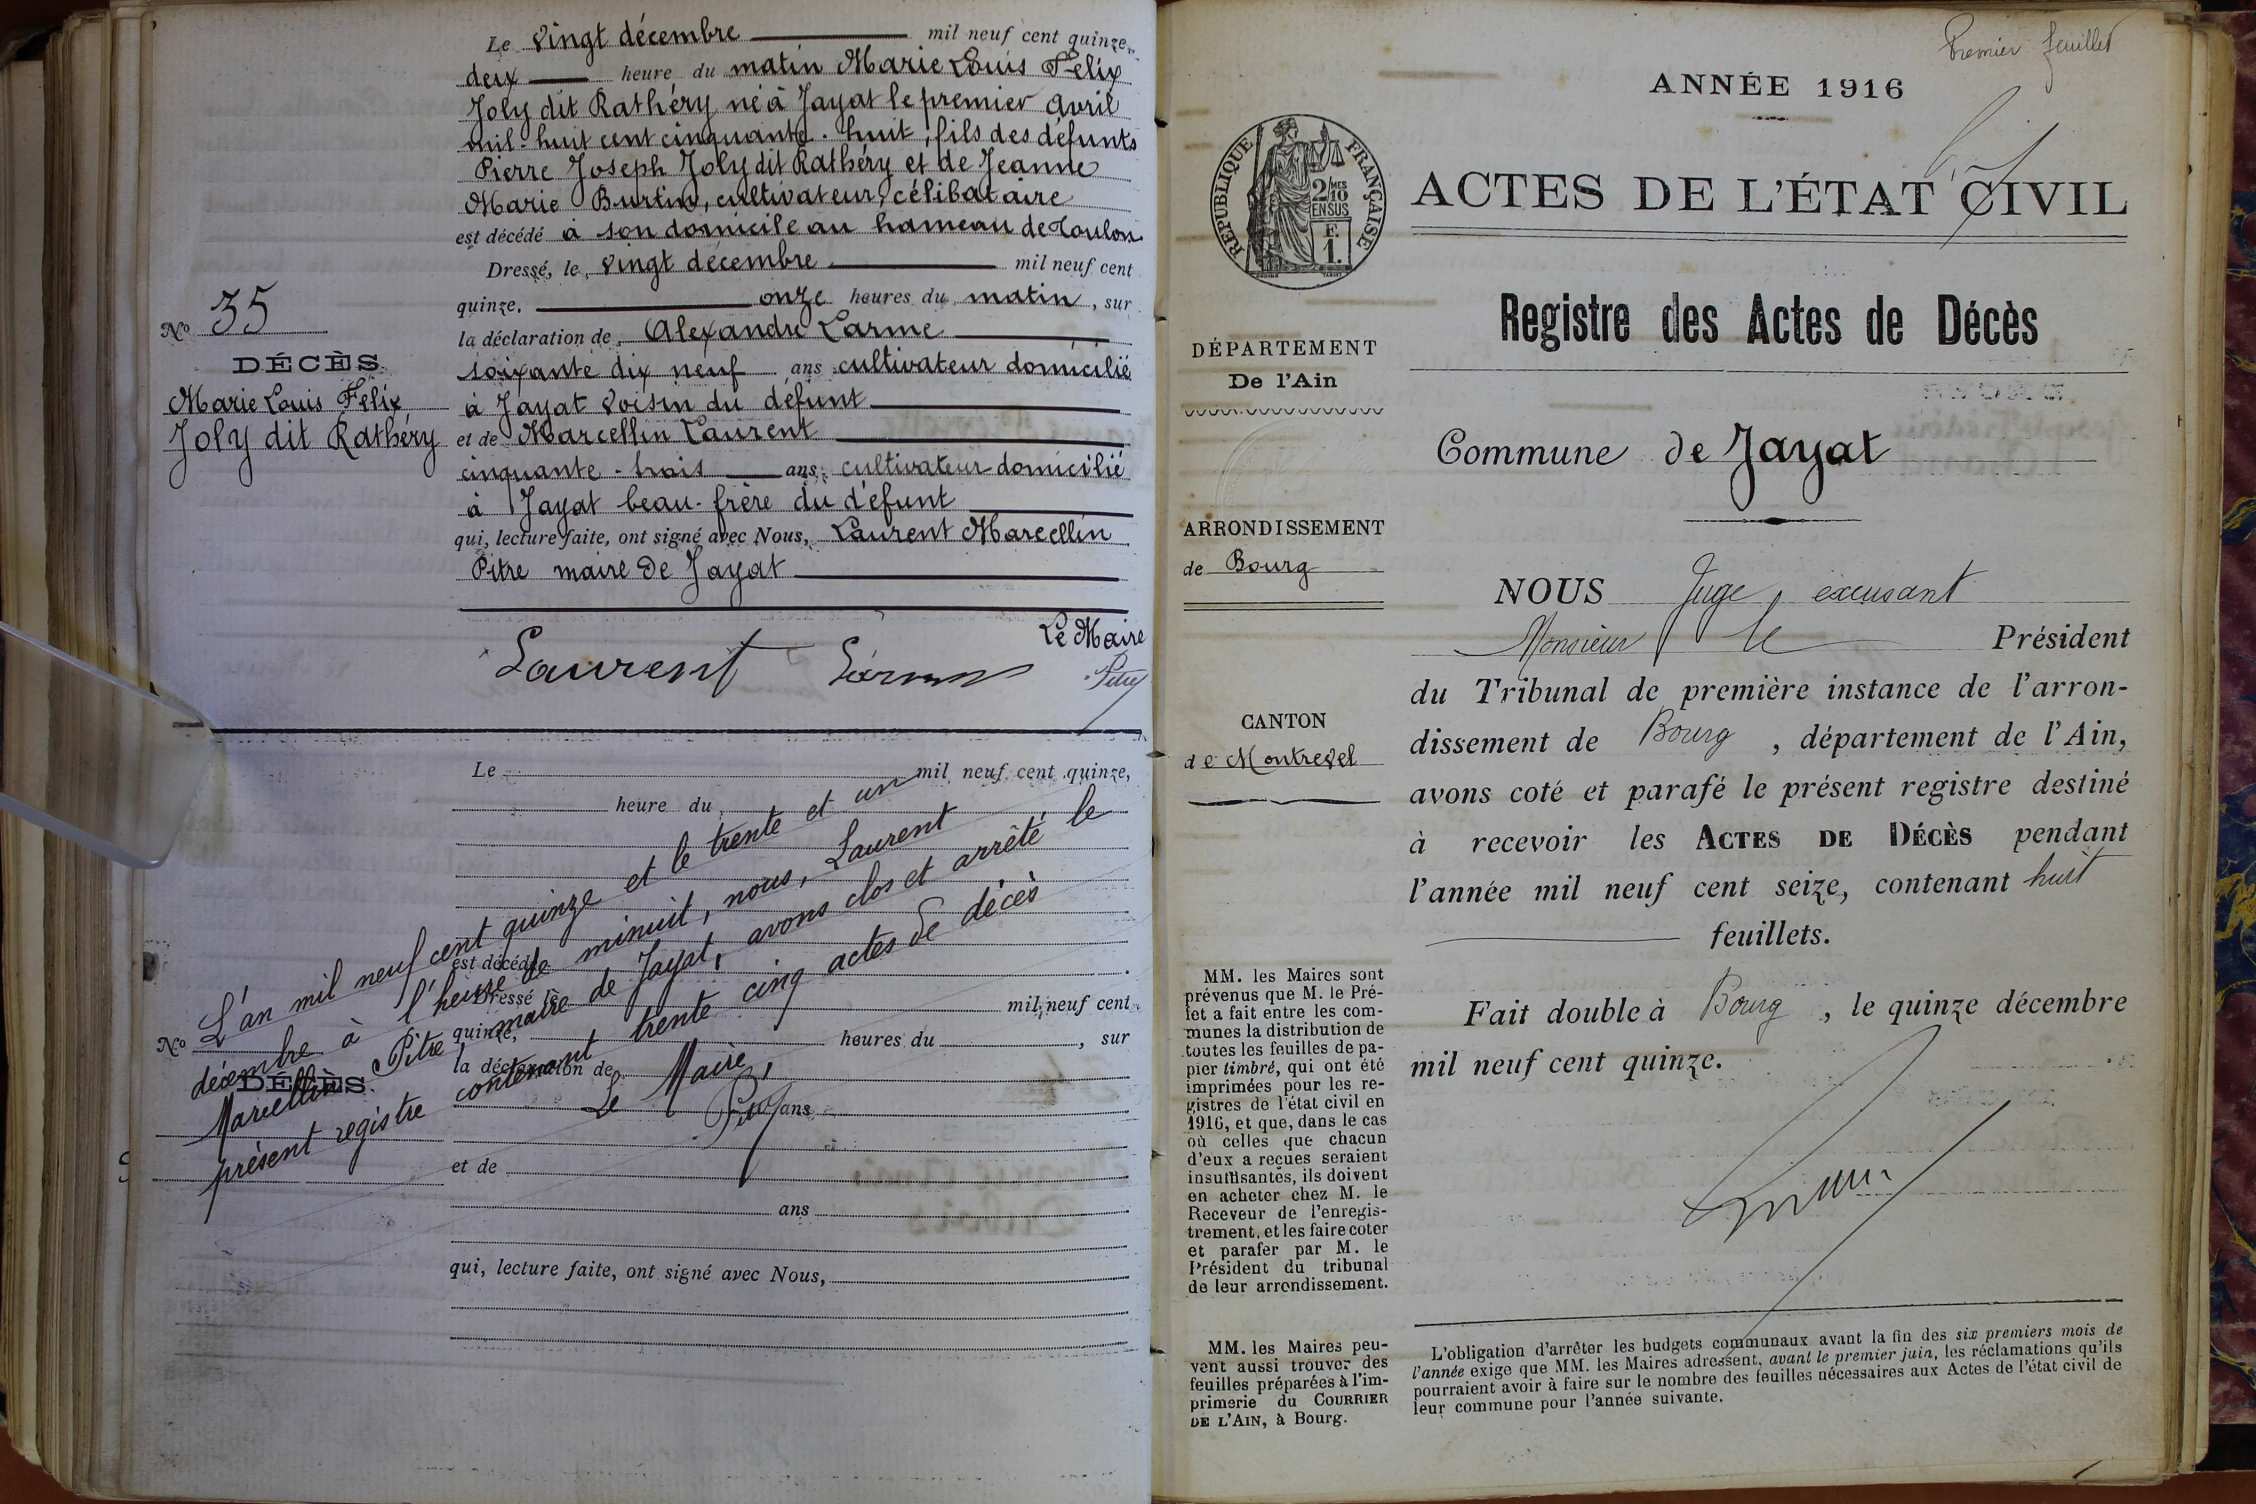 Le vingt décembre mil neuf cent quinze,
deux heure du matin Marie Louis Félix
Joly dit Rathéry né à Jayat le premier avril
mil-huit cent cinquante-huit, fils des défunts
Pierre Joseph Joly dit Rathéry et de Jeanne
Marie Burtin, cultivateur, célibataire
est décédé à son domicile au hameau de Toulon
Dressé, le vingt décembre mil neuf cent
quinze. onze heures du matin, sur
la déclaration de Alexandre Larme
soixante dix neuf ans cultivateur domicilié
à Jayat voisin du défunt
et de Marcellin Laurent
cinquante-trois ans, cultivateur domicilié
à Jayat beau-frère du défunt
qui, lecture faite, ont signé avec Nous, Laurent Marcellin
Pitre maire de Jayat
No 35
DÉCÈS
Marie Louis Félix
Joly dit Rathéry
Le Maire
Laurent Larme Pitre
Le mil neuf cent quinze,
heure du
est décédé
Dressé le mil neuf cent
quinze, heures du , sur
la déclaration de
ans
et de
ans
qui, lecture faite, ont signé avec Nous,
No
DÉCÈS
L'an mil neuf cent quinze et le trente et un
décembre à l'heure de minuit, nous, Laurent
Marcellin Pitre maire de Jayat, avons clos et arrêté le
présent registre contenant trente cinq actes de décès
Le Maire,
Pitre
Premier feuillet
ANNÉE 1916
RÉPUBLIQUE FRANÇAISE
2/10MES
EN SUS
F.
1.
ACTES DE L'ÉTAT CIVIL
Registre des Actes de Décès
DÉPARTEMENT
De l'Ain
Commune de Jayat
ARRONDISSEMENT
de Bourg
CANTON
de Montrevel
NOUS Juge excusant
Monsieur le Président
du Tribunal de première instance de l'arron-
dissement de Bourg, département de l'Ain,
avons coté et parafé le présent registre destiné
à recevoir les ACTES DE DÉCÈS pendant
l'année mil neuf cent seize, contenant huit
feuillets.
Fait double à Bourg, le quinze décembre
mil neuf cent quinze.
MM. les Maires sont
prévenus que M. le Pré-
fet a fait entre les com-
munes la distribution de
toutes les feuilles de pa-
pier timbré, qui ont été
imprimées pour les re-
gistres de l'état civil en
1916, et que, dans le cas
où celles que chacun
d'eux a reçues seraient
insuffisantes, ils doivent
en acheter chez M. le
Receveur de l'enregis-
trement, et les faire coter
et parafer par M. le
Président du tribunal
de leur arrondissement.
MM. les Maires peu-
vent aussi trouver des
feuilles préparées à l'im-
primerie du COURRIER
DE L'AIN, à Bourg.
L'obligation d'arrêter les budgets communaux avant la fin des six premiers mois de
l'année exige que MM. les Maires adressent, avant le premier juin, les réclamations qu'ils
pourraient avoir à faire sur le nombre des feuilles nécessaires aux Actes de l'état civil de
leur commune pour l'année suivante.